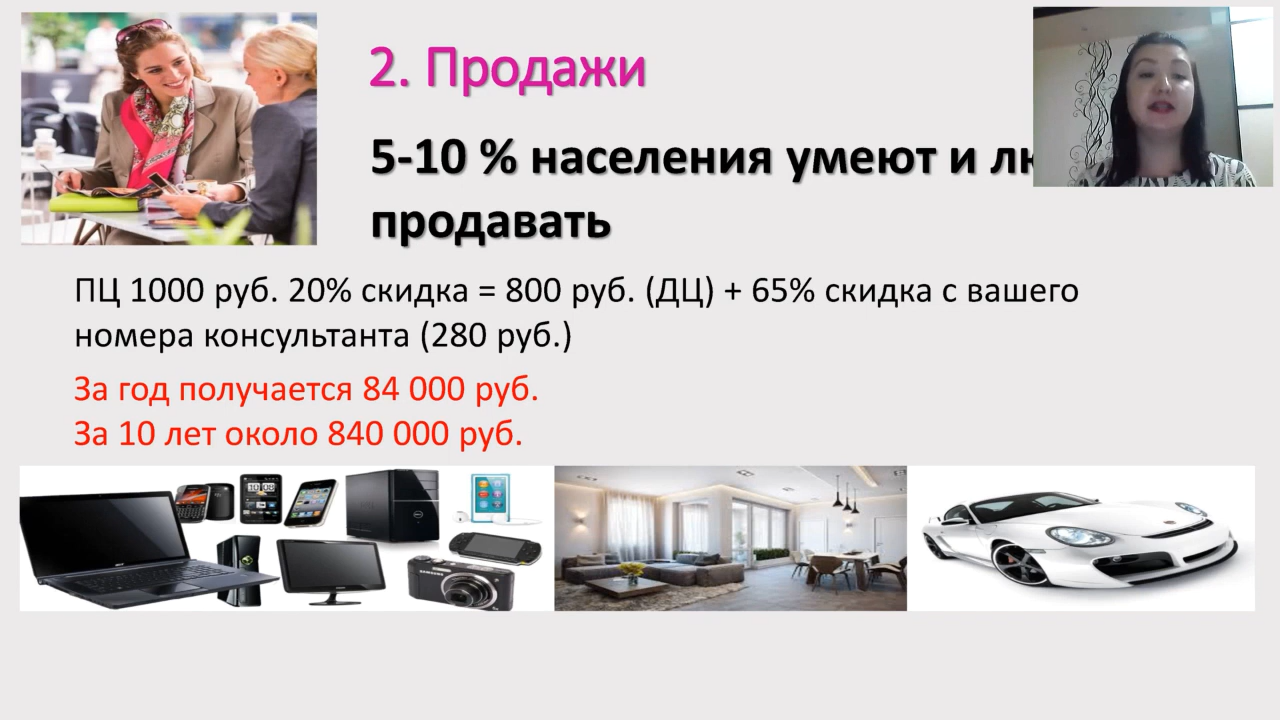 2. Продажи
5-10 % населения умеют и
продавать
ПЦ 1000 руб. 20% скидка = 800 руб. (ДЦ) + 65% скидка с вашего
номера консультанта (280 руб.)
За год получается 84 000 руб.
За 10 лет около 840 000 руб.
SAMSUNG